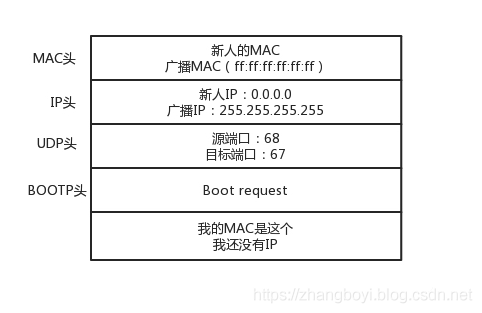 MAC头
新人的MAC
广播MAC（ff:ff:ff:ff:ff:ff）
IP头
新人IP：0.0.0.0
广播IP：255.255.255.255
UDP头
源端口：68
目标端口：67
BOOTP头
Boot request
我的MAC是这个
我还没有IP
https://zhangboyi.blog.csdn.net